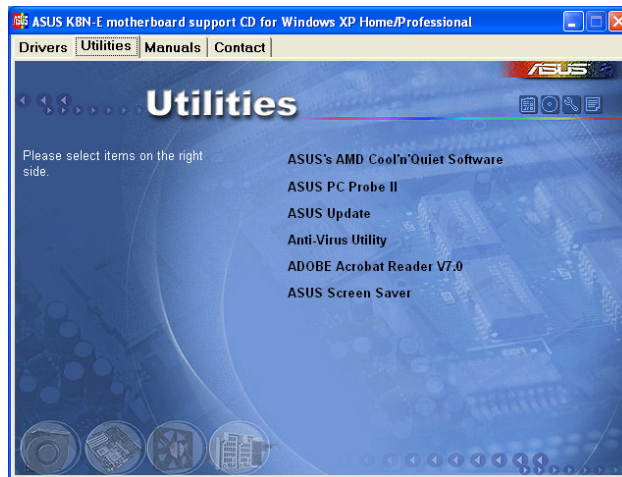 ASUS K8N-E motherboard support CD for Windows XP Home/Professional
Drivers Utilities Manuals Contact
ASUS
Utilities
Please select items on the right
side.
ASUS's AMD Cool'n'Quiet Software
ASUS PC Probe II
ASUS Update
Anti-Virus Utility
ADOBE Acrobat Reader V7.0
ASUS Screen Saver